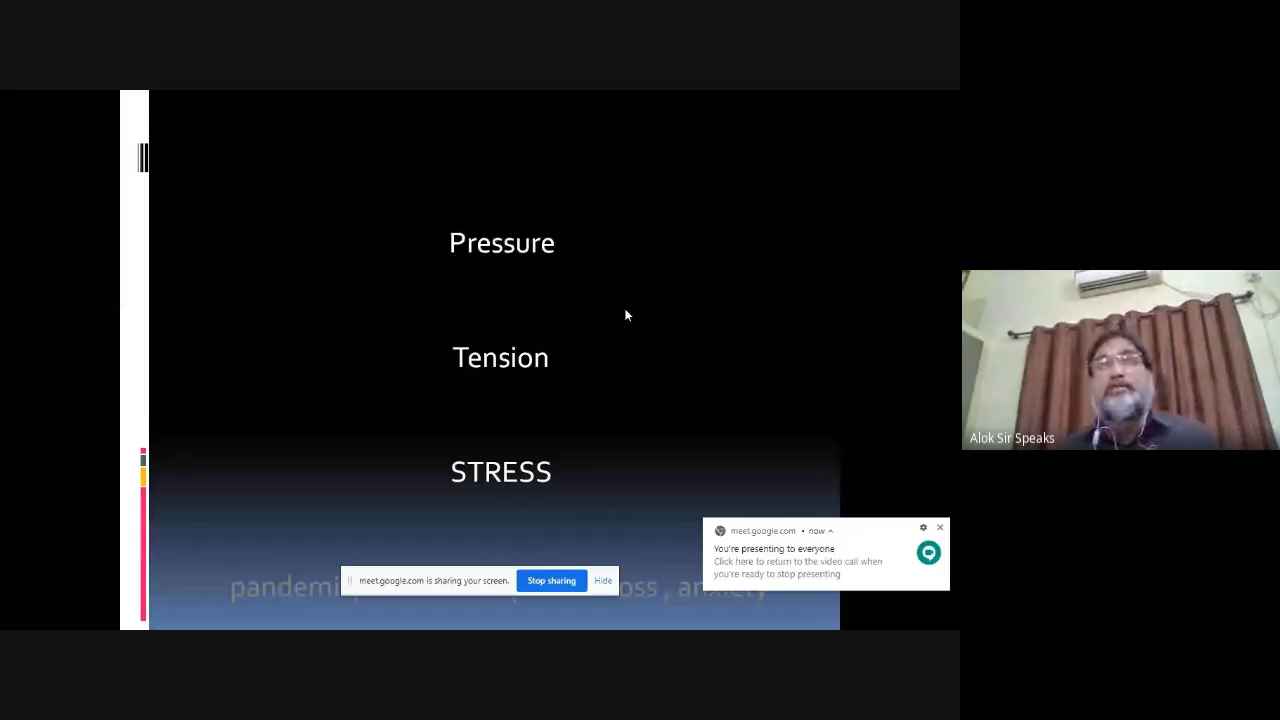 Pressure
Tension
STRESS
meet.google.com • now
You're presenting to everyone
Click here to return to the video call when
you're ready to stop presenting
meet.google.com is sharing your screen. Stop sharing Hide
anxiety
Alok Sir Speaks